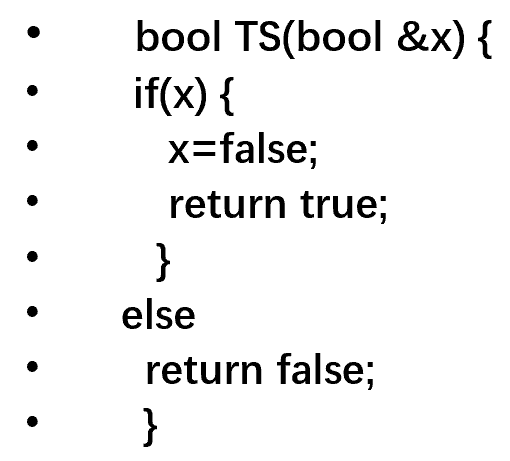 • bool TS(bool &x) {
• if(x) {
• x=false;
• return true;
• }
• else
• return false;
• }